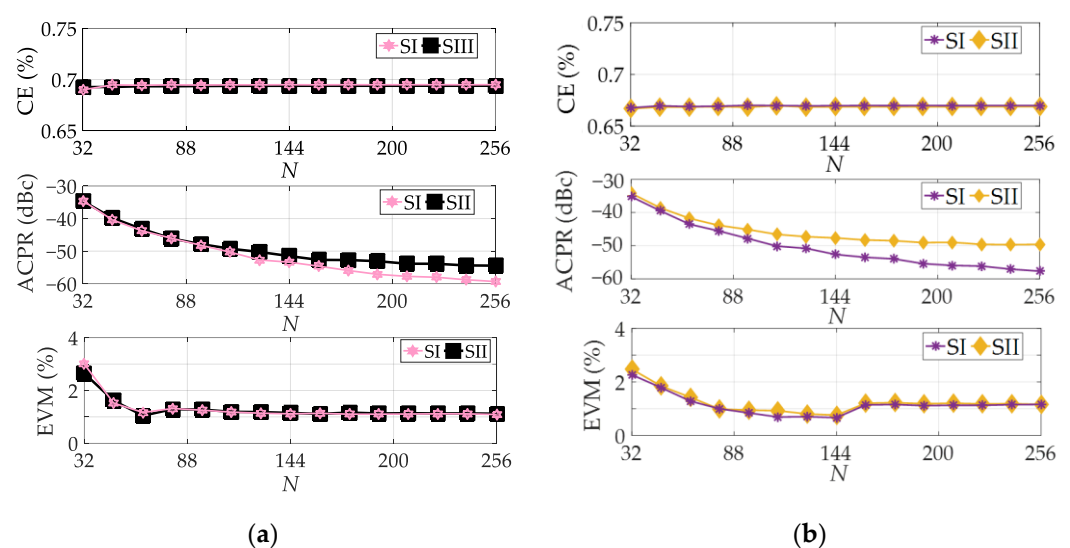 0.75
0.7
0.65
CE (%)
SI SIII
32 88 144 200 256
N
−30
−40
−50
−60
ACPR (dBc)
SI SII
32 88 144 200 256
N
4
2
0
EVM (%)
SI SII
32 88 144 200 256
N
(a)
0.75
0.7
0.65
CE (%)
SI SII
32 88 144 200 256
N
−30
−40
−50
−60
ACPR (dBc)
SI SII
32 88 144 200 256
N
4
2
0
EVM (%)
SI SII
32 88 144 200 256
N
(b)